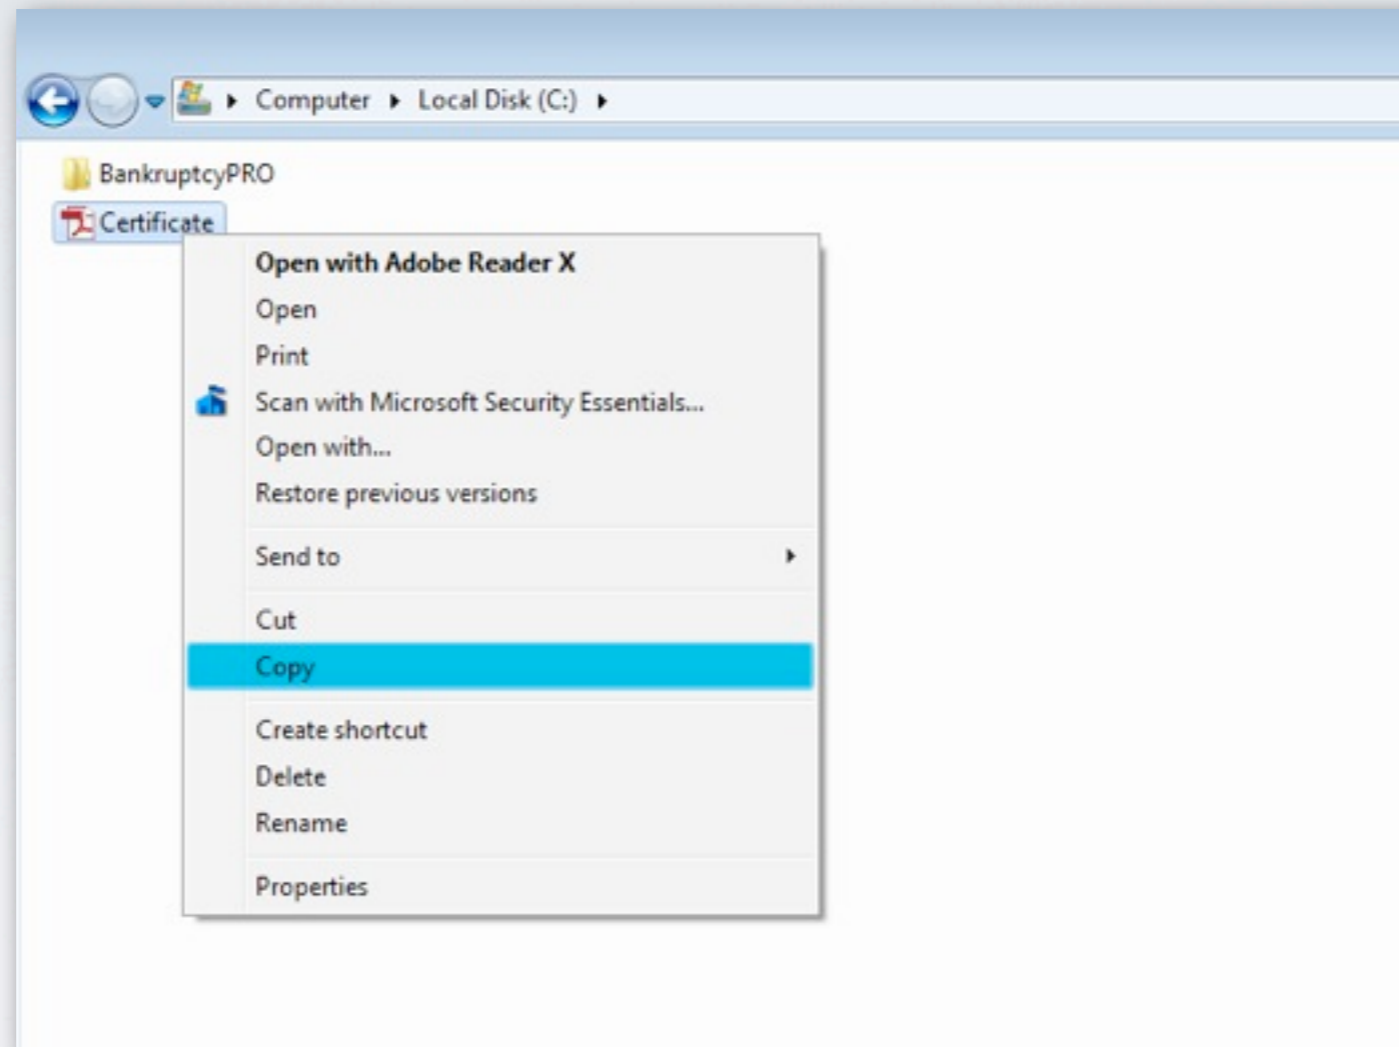 Computer Local Disk (C:)
BankruptcyPRO
Certificate
Open with Adobe Reader X
Open
Print
Scan with Microsoft Security Essentials...
Open with...
Restore previous versions
Send to
Cut
Copy
Create shortcut
Delete
Rename
Properties